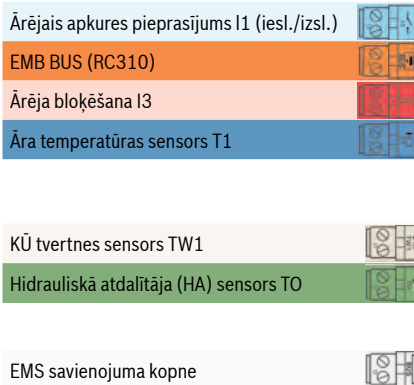 Ārējais apkures pieprasījums I1 (iesl./izsl.)
EMB BUS (RC310)
Ārēja bloķēšana I3
Āra temperatūras sensors T1
KŪ tvertnes sensors TW1
Hidrauliskā atdalītāja (HA) sensors TO
EMS savienojuma kopne